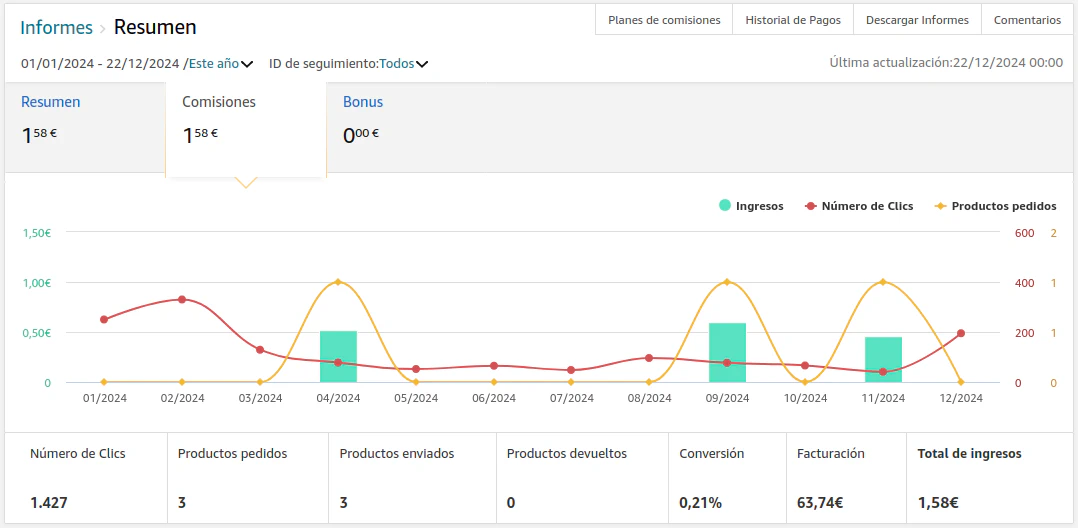 Informes › Resumen
Planes de comisiones Historial de Pagos Descargar Informes Comentarios
01/01/2024 - 22/12/2024 /Este año ID de seguimiento:Todos Última actualización:22/12/2024 00:00
Resumen Comisiones Bonus
1 58 € 1 58 € 0 00 €
Ingresos Número de Clics Productos pedidos
1,50€ 600 2
1,00€ 400 1
0,50€ 200 1
0 0 0
01/2024 02/2024 03/2024 04/2024 05/2024 06/2024 07/2024 08/2024 09/2024 10/2024 11/2024 12/2024
Número de Clics Productos pedidos Productos enviados Productos devueltos Conversión Facturación Total de ingresos
1.427 3 3 0 0,21% 63,74€ 1,58€